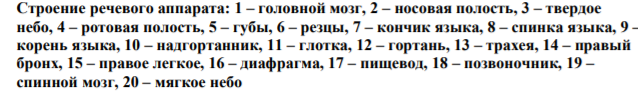 Строение речевого аппарата: 1 – головной мозг, 2 – носовая полость, 3 – твердое
небо, 4 – ротовая полость, 5 – губы, 6 – резцы, 7 – кончик языка, 8 – спинка языка, 9 –
корень языка, 10 – надгортанник, 11 – глотка, 12 – гортань, 13 – трахея, 14 – правый
бронх, 15 – правое легкое, 16 – диафрагма, 17 – пищевод, 18 – позвоночник, 19 –
спинной мозг, 20 – мягкое небо